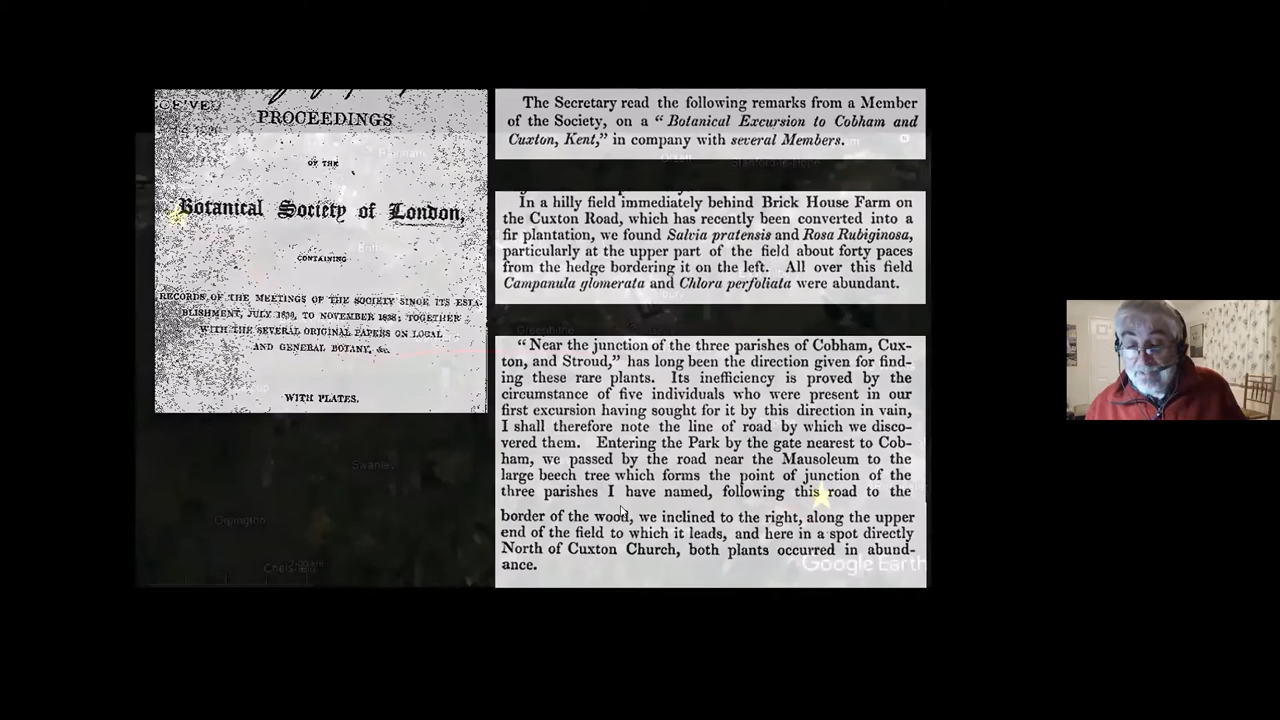 PROCEEDINGS
OF THE
Botanical Society of London,
CONTAINING
RECORDS OF THE MEETINGS OF THE SOCIETY SINCE ITS ESTA-
BLISHMENT, JULY 1836, TO NOVEMBER 1838; TOGETHER
WITH THE SEVERAL ORIGINAL PAPERS ON LOCAL
AND GENERAL BOTANY, &c.
WITH PLATES.
The Secretary read the following remarks from a Member
of the Society, on a "Botanical Excursion to Cobham and
Cuxton, Kent," in company with several Members.
In a hilly field immediately behind Brick House Farm on
the Cuxton Road, which has recently been converted into a
fir plantation, we found Salvia pratensis and Rosa Rubiginosa,
particularly at the upper part of the field about forty paces
from the hedge bordering it on the left. All over this field
Campanula glomerata and Chlora perfoliata were abundant.
"Near the junction of the three parishes of Cobham, Cux-
ton, and Stroud," has long been the direction given for find-
ing these rare plants. Its inefficiency is proved by the
circumstance of five individuals who were present in our
first excursion having sought for it by this direction in vain,
I shall therefore note the line of road by which we disco-
vered them. Entering the Park by the gate nearest to Cob-
ham, we passed by the road near the Mausoleum to the
large beech tree which forms the point of junction of the
three parishes I have named, following this road to the
border of the wood, we inclined to the right, along the upper
end of the field to which it leads, and here in a spot directly
North of Cuxton Church, both plants occurred in abund-
ance.
Google Earth
Swanley
Orpington
Greenhithe